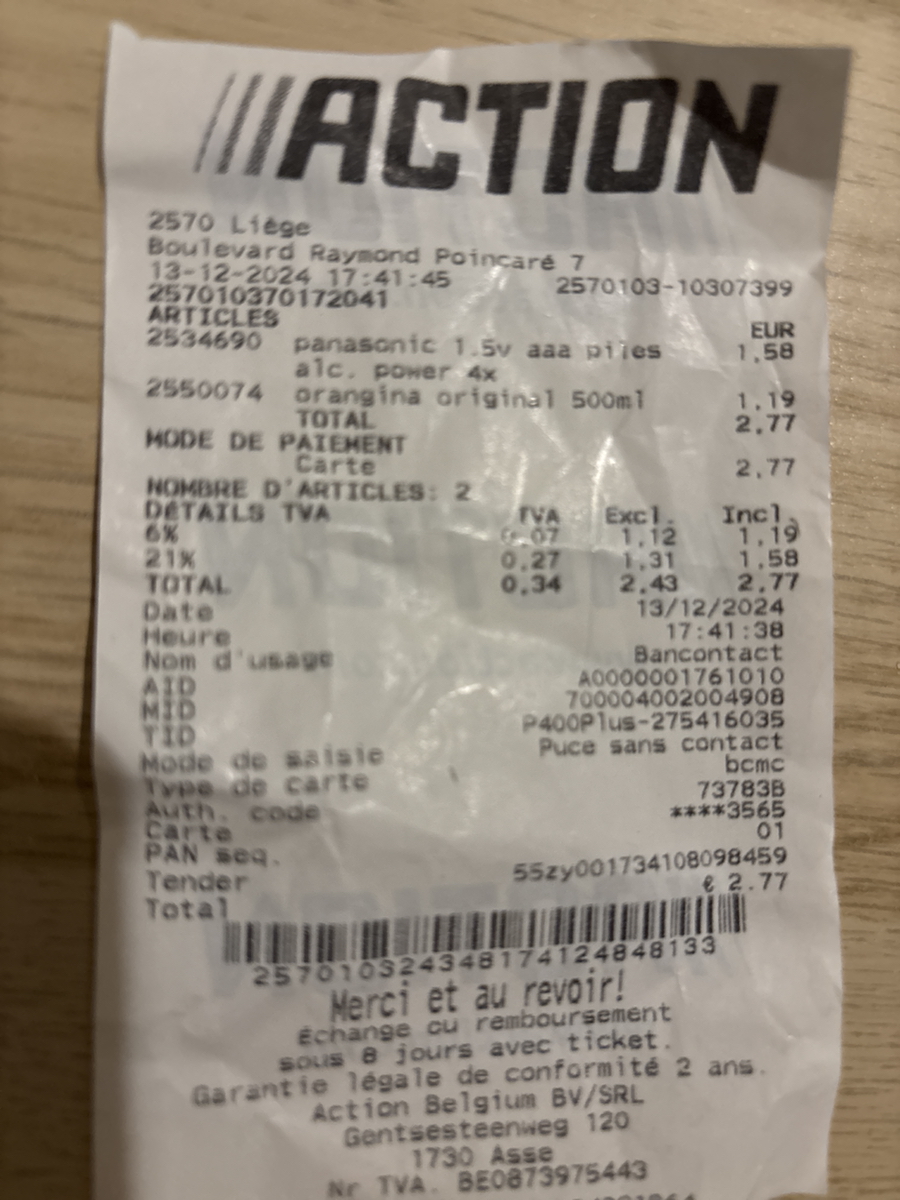 ACTION
2570 Liège
Boulevard Raymond Poincaré 7
13-12-2024 17:41:45 2570103-10307399
257010370172041
ARTICLES EUR
2534690 panasonic 1.5v aaa piles 1,58
alc. power 4x
2550074 orangina original 500ml 1,19
TOTAL 2,77
MODE DE PAIEMENT
Carte 2,77
NOMBRE D'ARTICLES: 2
DÉTAILS TVA TVA Excl. Incl.
6% 0,07 1,12 1,19
21% 0,27 1,31 1,58
TOTAL 0,34 2,43 2,77
Date 13/12/2024
Heure 17:41:38
Nom d'usage Bancontact
AID A0000001761010
MID 700004002004908
TID P400Plus-275416035
Mode de saisie Puce sans contact
Type de carte bcmc
Auth. code 73783B
Carte ****3565
PAN seq. 01
Tender 55zy001734108098459
Total € 2.77
257010324348174124848133
Merci et au revoir!
Échange ou remboursement
sous 8 jours avec ticket.
Garantie légale de conformité 2 ans.
Action Belgium BV/SRL
Gentsesteenweg 120
1730 Asse
Nr TVA. BE0873975443